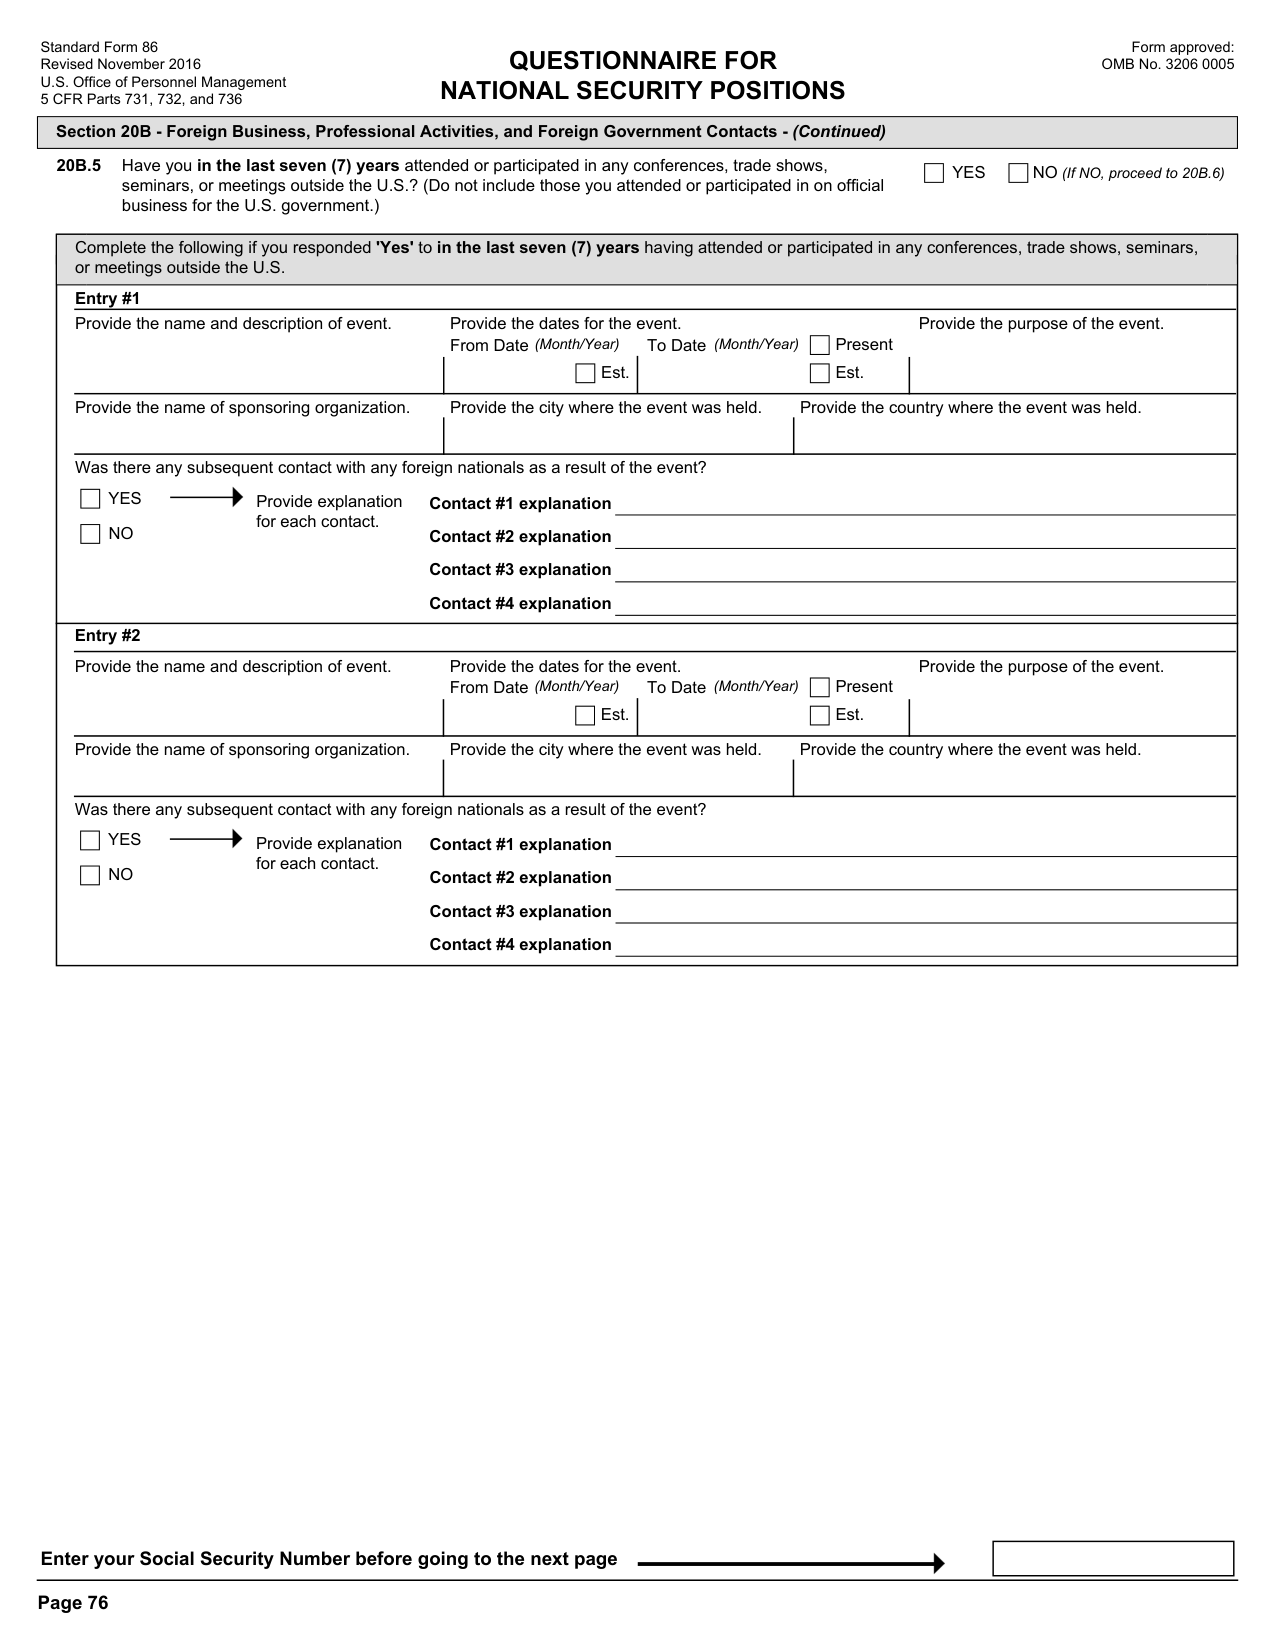 Standard Form 86
Revised November 2016
U.S. Office of Personnel Management
5 CFR Parts 731, 732, and 736
QUESTIONNAIRE FOR
NATIONAL SECURITY POSITIONS
Form approved:
OMB No. 3206 0005
Section 20B - Foreign Business, Professional Activities, and Foreign Government Contacts - (Continued)
20B.5 Have you in the last seven (7) years attended or participated in any conferences, trade shows,
seminars, or meetings outside the U.S.? (Do not include those you attended or participated in on official
business for the U.S. government.)
YES NO (If NO, proceed to 20B.6)
Complete the following if you responded 'Yes' to in the last seven (7) years having attended or participated in any conferences, trade shows, seminars,
or meetings outside the U.S.
Entry #1
Provide the name and description of event. Provide the dates for the event. Provide the purpose of the event.
From Date (Month/Year) To Date (Month/Year) Present
Est. Est.
Provide the name of sponsoring organization. Provide the city where the event was held. Provide the country where the event was held.
Was there any subsequent contact with any foreign nationals as a result of the event?
YES Provide explanation
for each contact.
NO
Contact #1 explanation
Contact #2 explanation
Contact #3 explanation
Contact #4 explanation
Entry #2
Provide the name and description of event. Provide the dates for the event. Provide the purpose of the event.
From Date (Month/Year) To Date (Month/Year) Present
Est. Est.
Provide the name of sponsoring organization. Provide the city where the event was held. Provide the country where the event was held.
Was there any subsequent contact with any foreign nationals as a result of the event?
YES Provide explanation
for each contact.
NO
Contact #1 explanation
Contact #2 explanation
Contact #3 explanation
Contact #4 explanation
Enter your Social Security Number before going to the next page
Page 76